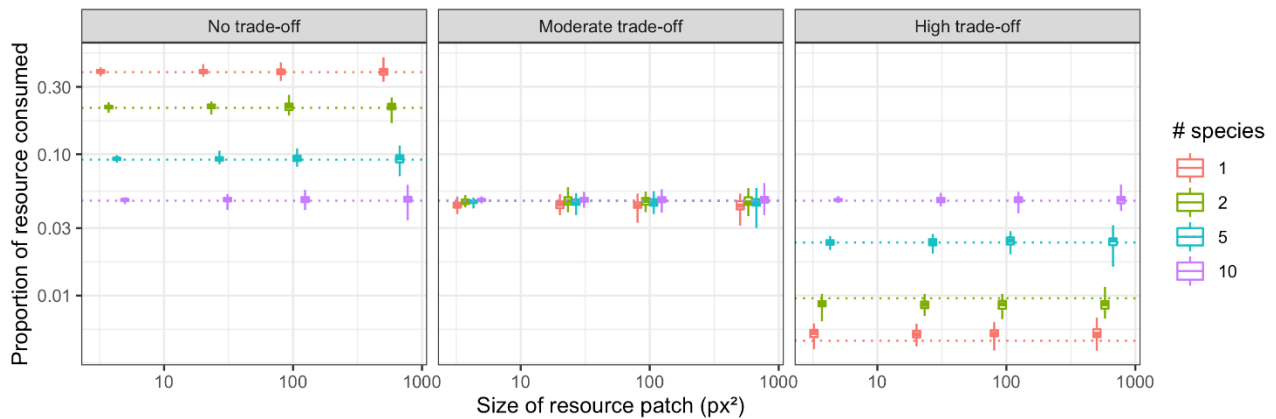 No trade-off
Moderate trade-off
High trade-off
Proportion of resource consumed
0.30
0.10
0.03
0.01
10
100
1000
10
100
1000
10
100
1000
Size of resource patch (px²)
# species
1
2
5
10